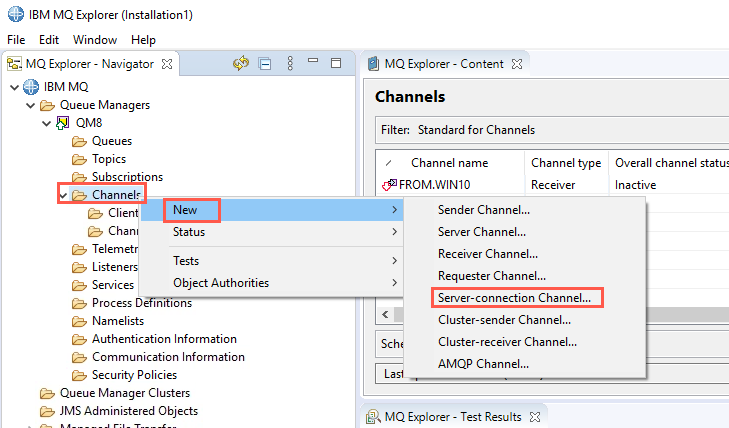 IBM MQ Explorer (Installation1)
File Edit Window Help
MQ Explorer - Navigator
IBM MQ
Queue Managers
QM8
Queues
Topics
Subscriptions
Channels
Client
Chann
Telemetr
Listeners
Services
Process Definitions
Namelists
Authentication Information
Communication Information
Security Policies
Queue Manager Clusters
JMS Administered Objects
Managed File Transfer
New
Status
Tests
Object Authorities
Sender Channel...
Server Channel...
Receiver Channel...
Requester Channel...
Server-connection Channel...
Cluster-sender Channel...
Cluster-receiver Channel...
AMQP Channel...
MQ Explorer - Content
Channels
Filter: Standard for Channels
Channel name Channel type Overall channel status
FROM.WIN10 Receiver Inactive
Sche
Last
MQ Explorer - Test Results